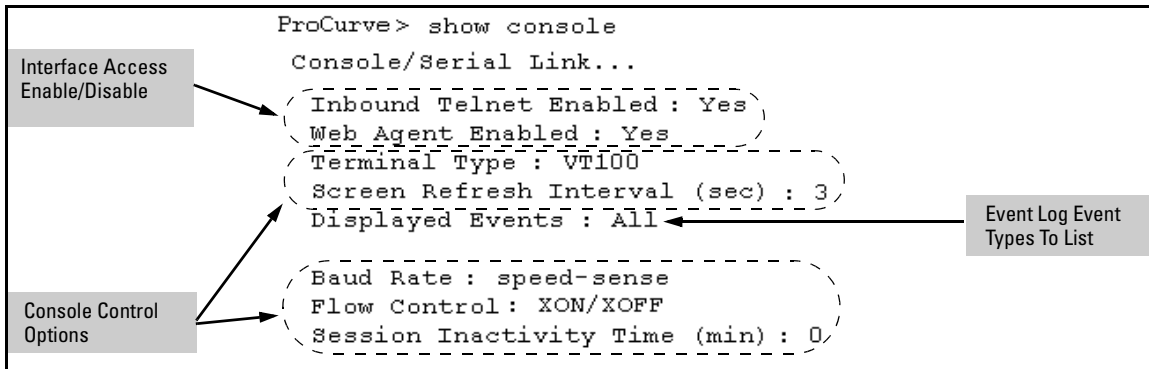 ProCurve> show console
Console/Serial Link...
Interface Access
Enable/Disable
Inbound Telnet Enabled : Yes
Web Agent Enabled : Yes
Terminal Type : VT100
Screen Refresh Interval (sec) : 3
Displayed Events : All
Event Log Event
Types To List
Baud Rate : speed-sense
Flow Control : XON/XOFF
Session Inactivity Time (min) : 0
Console Control
Options